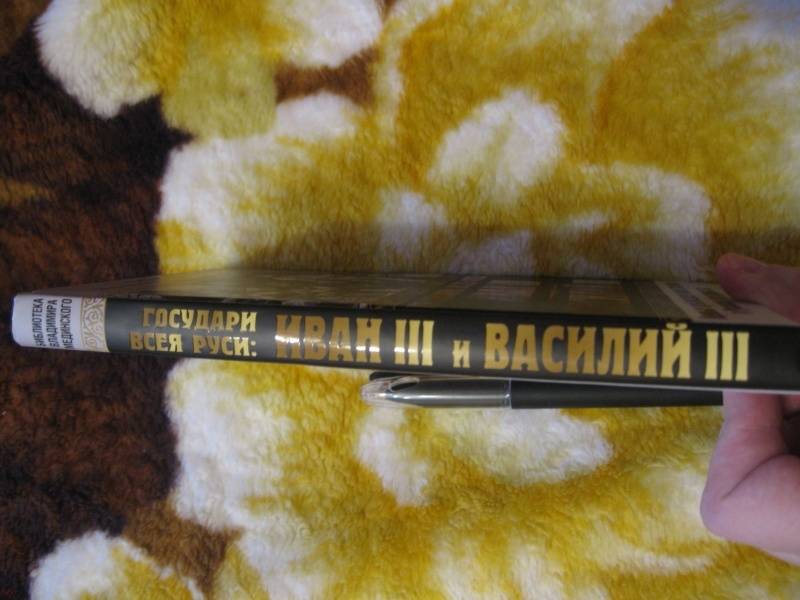 БИБЛИОТЕКА
ВЛАДИМИРА
МЕДИНСКОГО
ГОСУДАРИ
ВСЕЯ РУСИ:
ИВАН III и ВАСИЛИЙ III